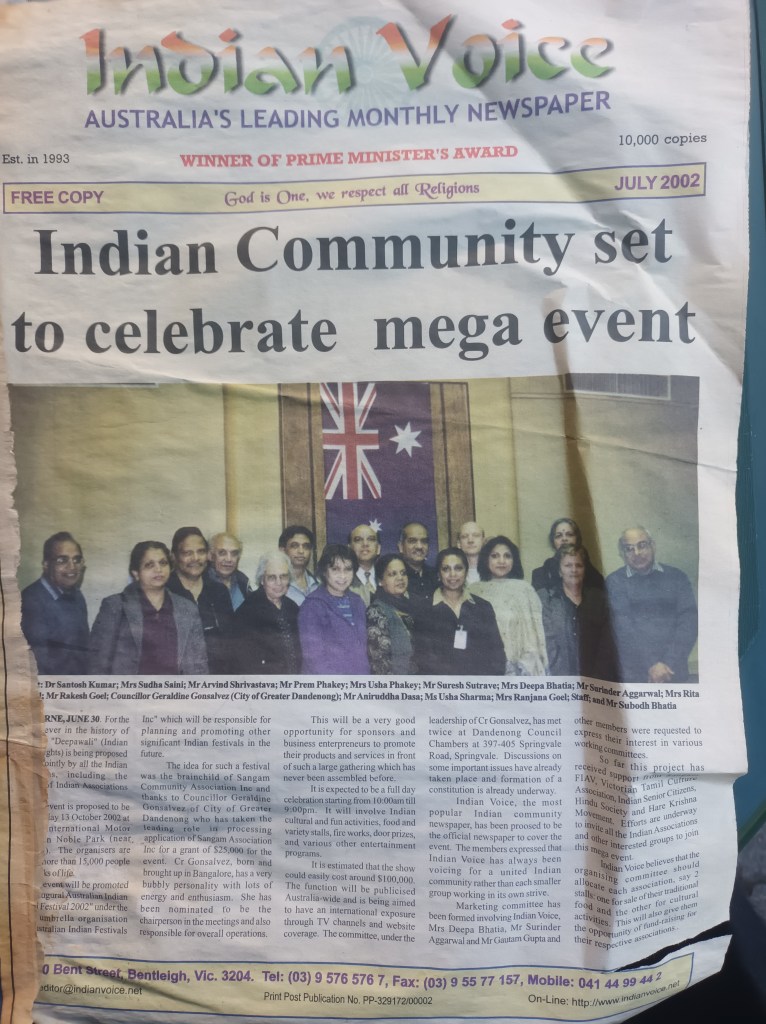 Indian Voice
AUSTRALIA'S LEADING MONTHLY NEWSPAPER
10,000 copies
Est. in 1993
WINNER OF PRIME MINISTER'S AWARD
FREE COPY
God is One, we respect all Religions
JULY 2002
Indian Community set
to celebrate mega event
: Dr Santosh Kumar; Mrs Sudha Saini; Mr Arvind Shrivastava; Mr Prem Phakey; Mrs Usha Phakey; Mr Suresh Sutrave; Mrs Deepa Bhatia; Mr Surinder Aggarwal; Mrs Rita
; Mr Rakesh Goel; Councillor Geraldine Gonsalvez (City of Greater Dandenong); Mr Aniruddha Dasa; Ms Usha Sharma; Mrs Ranjana Goel; Staff; and Mr Subodh Bhatia
RNE, JUNE 30. For the
ever in the history of
"Deepawali" (Indian
is being proposed
ointly by all the Indian
including the
of Indian Associations
event is proposed to be
ay 13 October 2002 at
nternational Motor
n Noble Park (near
The organisers are
ore than 15,000 people
ks of life.
event will be promoted
gural Australian Indian
Festival 2002" under the
mbrella organisation
stralian Indian Festivals
Inc" which will be responsible for
planning and promoting other
significant Indian festivals in the
future.
The idea for such a festival
was the brainchild of Sangam
Community Association Inc and
thanks to Councillor Geraldine
Gonsalvez of City of Greater
Dandenong who has taken the
leading role in processing
application of Sangam Association
Inc for a grant of $25,000 for the
event. Cr Gonsalvez, born and
brought up in Bangalore, has a very
bubbly personality with lots of
energy and enthusiasm. She has
been nominated to be the
chairperson in the meetings and also
responsible for overall operations.
This will be a very good
opportunity for sponsors and
business enterpreneurs to promote
their products and services in front
of such a large gathering which has
never been assembled before.
It is expected to be a full day
celebration starting from 10:00am till
9:00pm. It will involve Indian
cultural and fun activities, food and
variety stalls, fire works, door prizes,
and various other entertainment
programs.
It is estimated that the show
could easily cost around $100,000.
The function will be publicised
Australia-wide and is being aimed
to have an international exposure
through TV channels and website
coverage. The committee, under the
leadership of Cr Gonsalvez, has met
twice at Dandenong Council
Chambers at 397-405 Springvale
Road, Springvale. Discussions on
some important issues have already
taken place and formation of a
constitution is already underway.
Indian Voice, the most
popular Indian community
newspaper, has been proosed to be
the official newspaper to cover the
event. The members expressed that
Indian Voice has always been
voicing for a united Indian
community rather than each smaller
group working in its own strive.
Marketing committee has
been formed involving Indian Voice,
Mrs Deepa Bhatia, Mr Surinder
Aggarwal and Mr Gautam Gupta and
other members were requested to
express their interest in various
working committees.
So far this project has
received support
FIAV, Victorian Tamil Culture
Association, Indian Senior Citizens,
Hindu Society and Hare Krishna
Movement. Efforts are underway
to invite all the Indian Associations
and other interested groups to join
this mega event.
Indian Voice believes that the
organising committee should
allocate each association, say 2
stalls; one for sale of their traditional
food and the other for cultural
activities. This will also give them
the opportunity of fund-raising for
their respective associations.
0 Bent Street, Bentleigh, Vic. 3204. Tel: (03) 9 576 576 7, Fax: (03) 9 55 77 157, Mobile: 041 44 99 44 2
ditor@indianvoice.net
Print Post Publication No. PP-329172/00002
On-Line: http://www.indianvoice.net